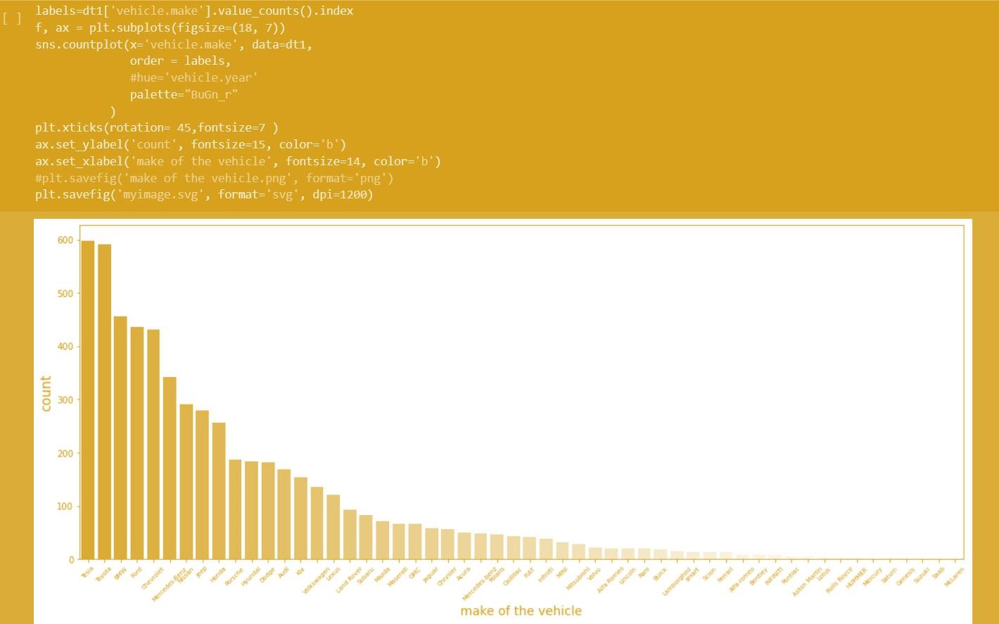 [ ]
labels=dt1['vehicle.make'].value_counts().index
f, ax = plt.subplots(figsize=(18, 7))
sns.countplot(x='vehicle.make', data=dt1,
order = labels,
#hue='vehicle.year'
palette="BuGn_r"
)
plt.xticks(rotation= 45,fontsize=7 )
ax.set_ylabel('count', fontsize=15, color='b')
ax.set_xlabel('make of the vehicle', fontsize=14, color='b')
#plt.savefig('make of the vehicle.png', format='png')
plt.savefig('myimage.svg', format='svg', dpi=1200)
600
500
400
300
200
100
0
count
Tesla
Toyota
BMW
Ford
Chevrolet
Mercedes-Benz
Nissan
Jeep
Honda
Porsche
Hyundai
Dodge
Audi
Kia
Volkswagen
Lexus
Land Rover
Subaru
Mazda
Maserati
GMC
Jaguar
Chrysler
Acura
Mercedes-benz
Polaris
Cadillac
FIAT
Infiniti
MINI
Mitsubishi
Volvo
Alfa Romeo
Lincoln
Ram
Buick
Lamborghini
smart
Scion
Ferrari
Alfa-romeo
Bentley
INFINITI
Pontiac
Aston Martin
Lotus
Rolls Royce
HUMMER
Mercury
Saturn
Genesis
Suzuki
Saab
McLaren
make of the vehicle